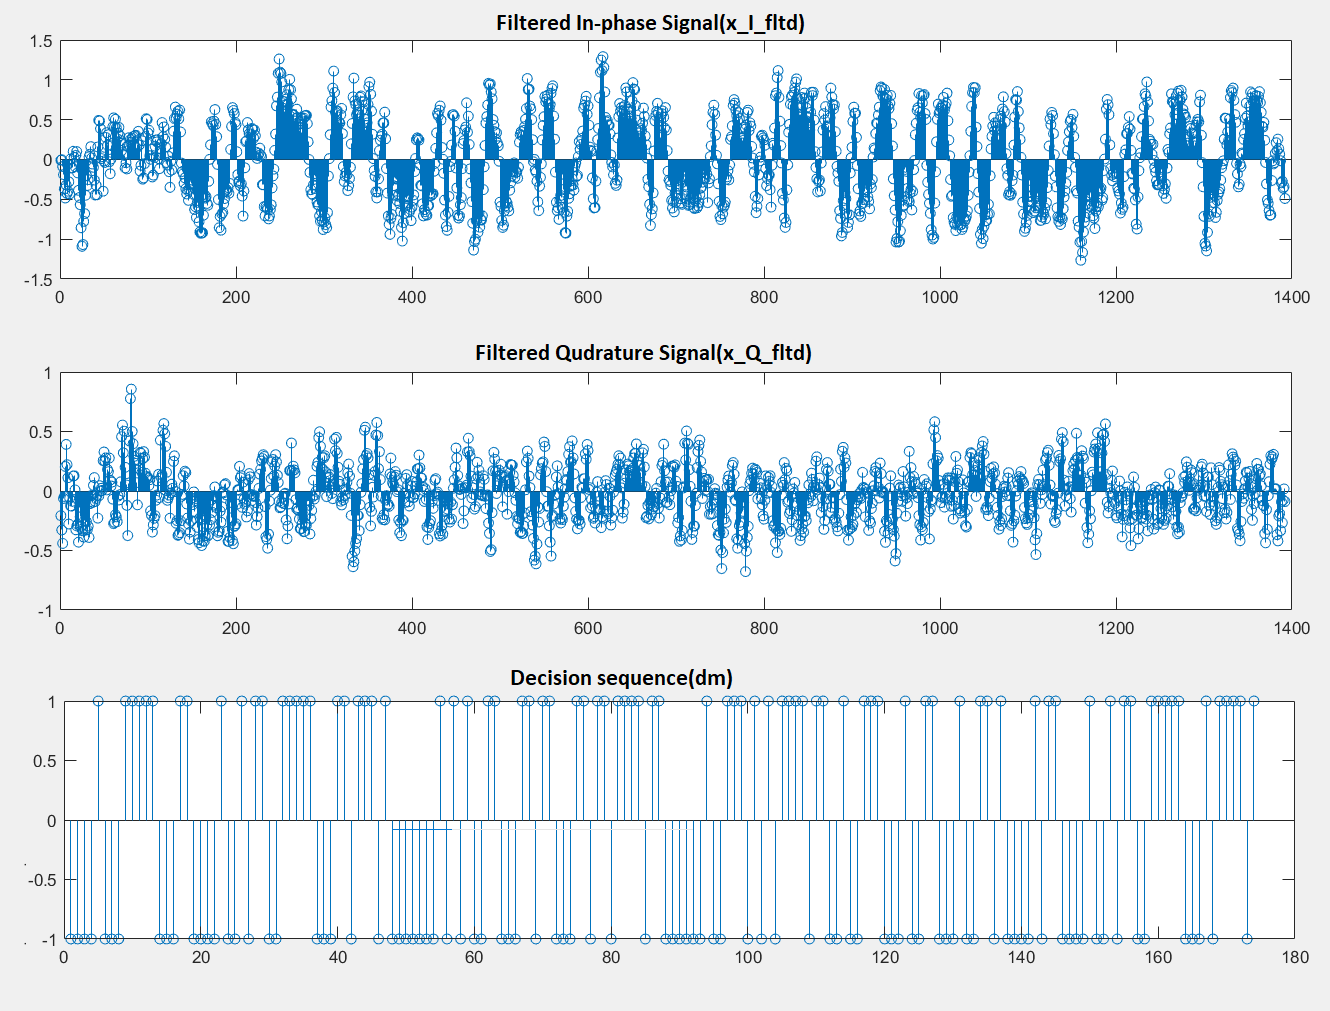 Filtered In-phase Signal(x_I_fltd)
1.5
1
0.5
0
-0.5
-1
-1.5
0 200 400 600 800 1000 1200 1400
Filtered Qudrature Signal(x_Q_fltd)
1
0.5
0
-0.5
-1
0 200 400 600 800 1000 1200 1400
Decision sequence(dm)
1
0.5
0
-0.5
-1
0 20 40 60 80 100 120 140 160 180